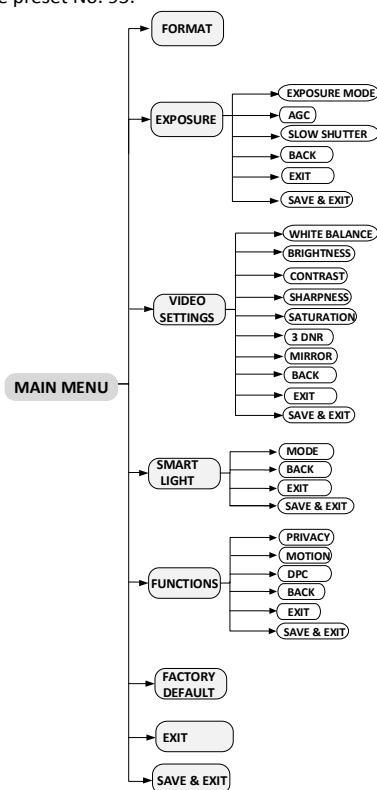 e preset No. 95.
FORMAT
EXPOSURE
EXPOSURE MODE
AGC
SLOW SHUTTER
BACK
EXIT
SAVE & EXIT
VIDEO
SETTINGS
WHITE BALANCE
BRIGHTNESS
CONTRAST
SHARPNESS
SATURATION
3 DNR
MIRROR
BACK
EXIT
SAVE & EXIT
MAIN MENU
SMART
LIGHT
MODE
BACK
EXIT
SAVE & EXIT
FUNCTIONS
PRIVACY
MOTION
DPC
BACK
EXIT
SAVE & EXIT
FACTORY
DEFAULT
EXIT
SAVE & EXIT